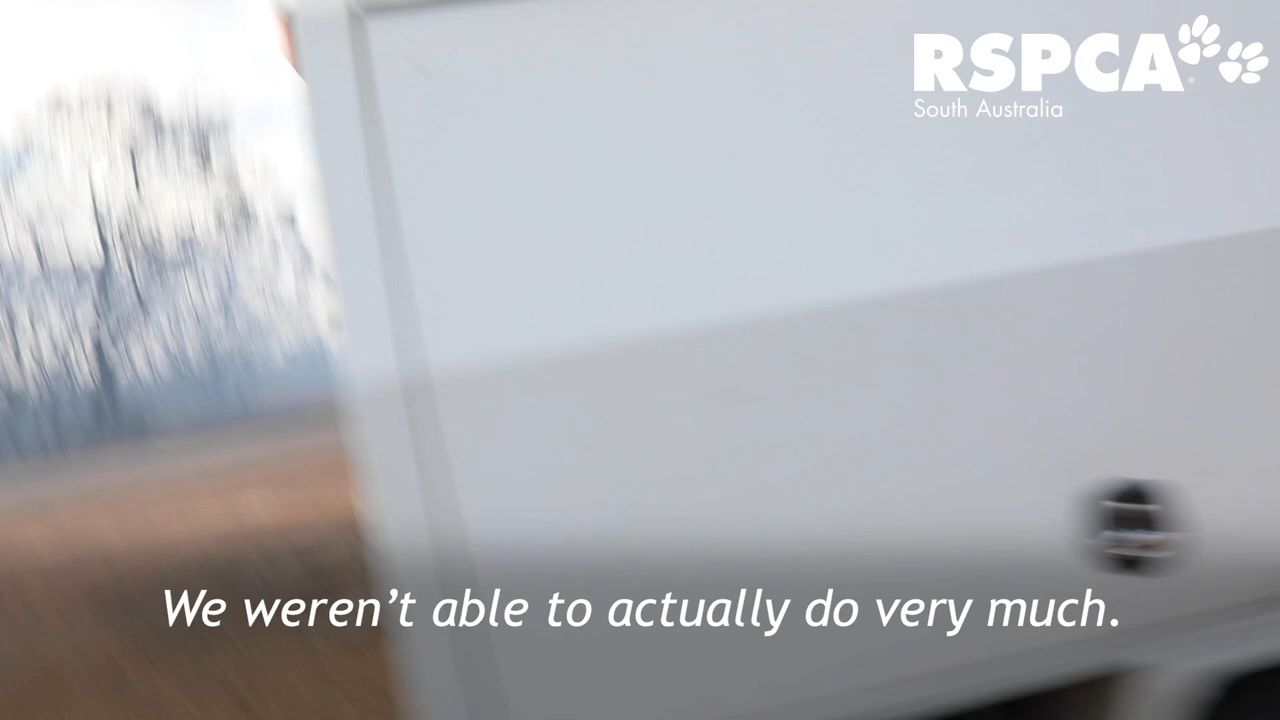 RSPCA
South Australia
We weren’t able to actually do very much.